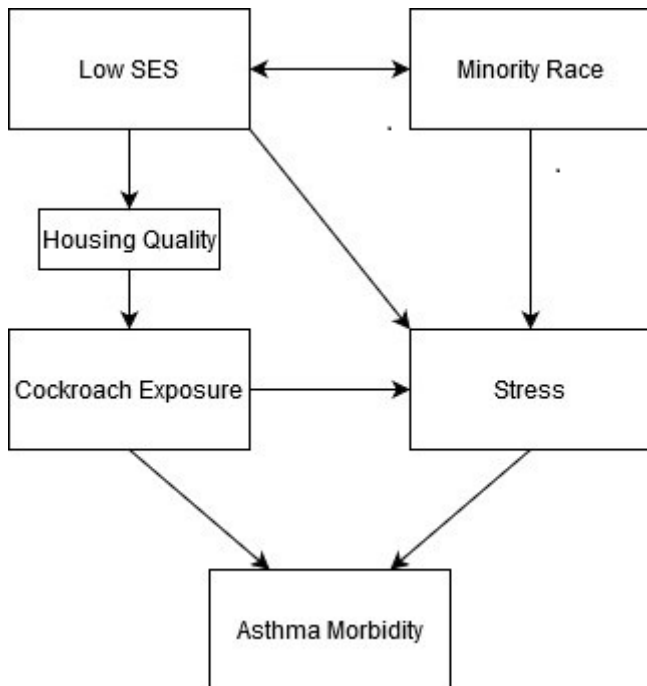 Low SES
Minority Race
Housing Quality
Cockroach Exposure
Stress
Asthma Morbidity